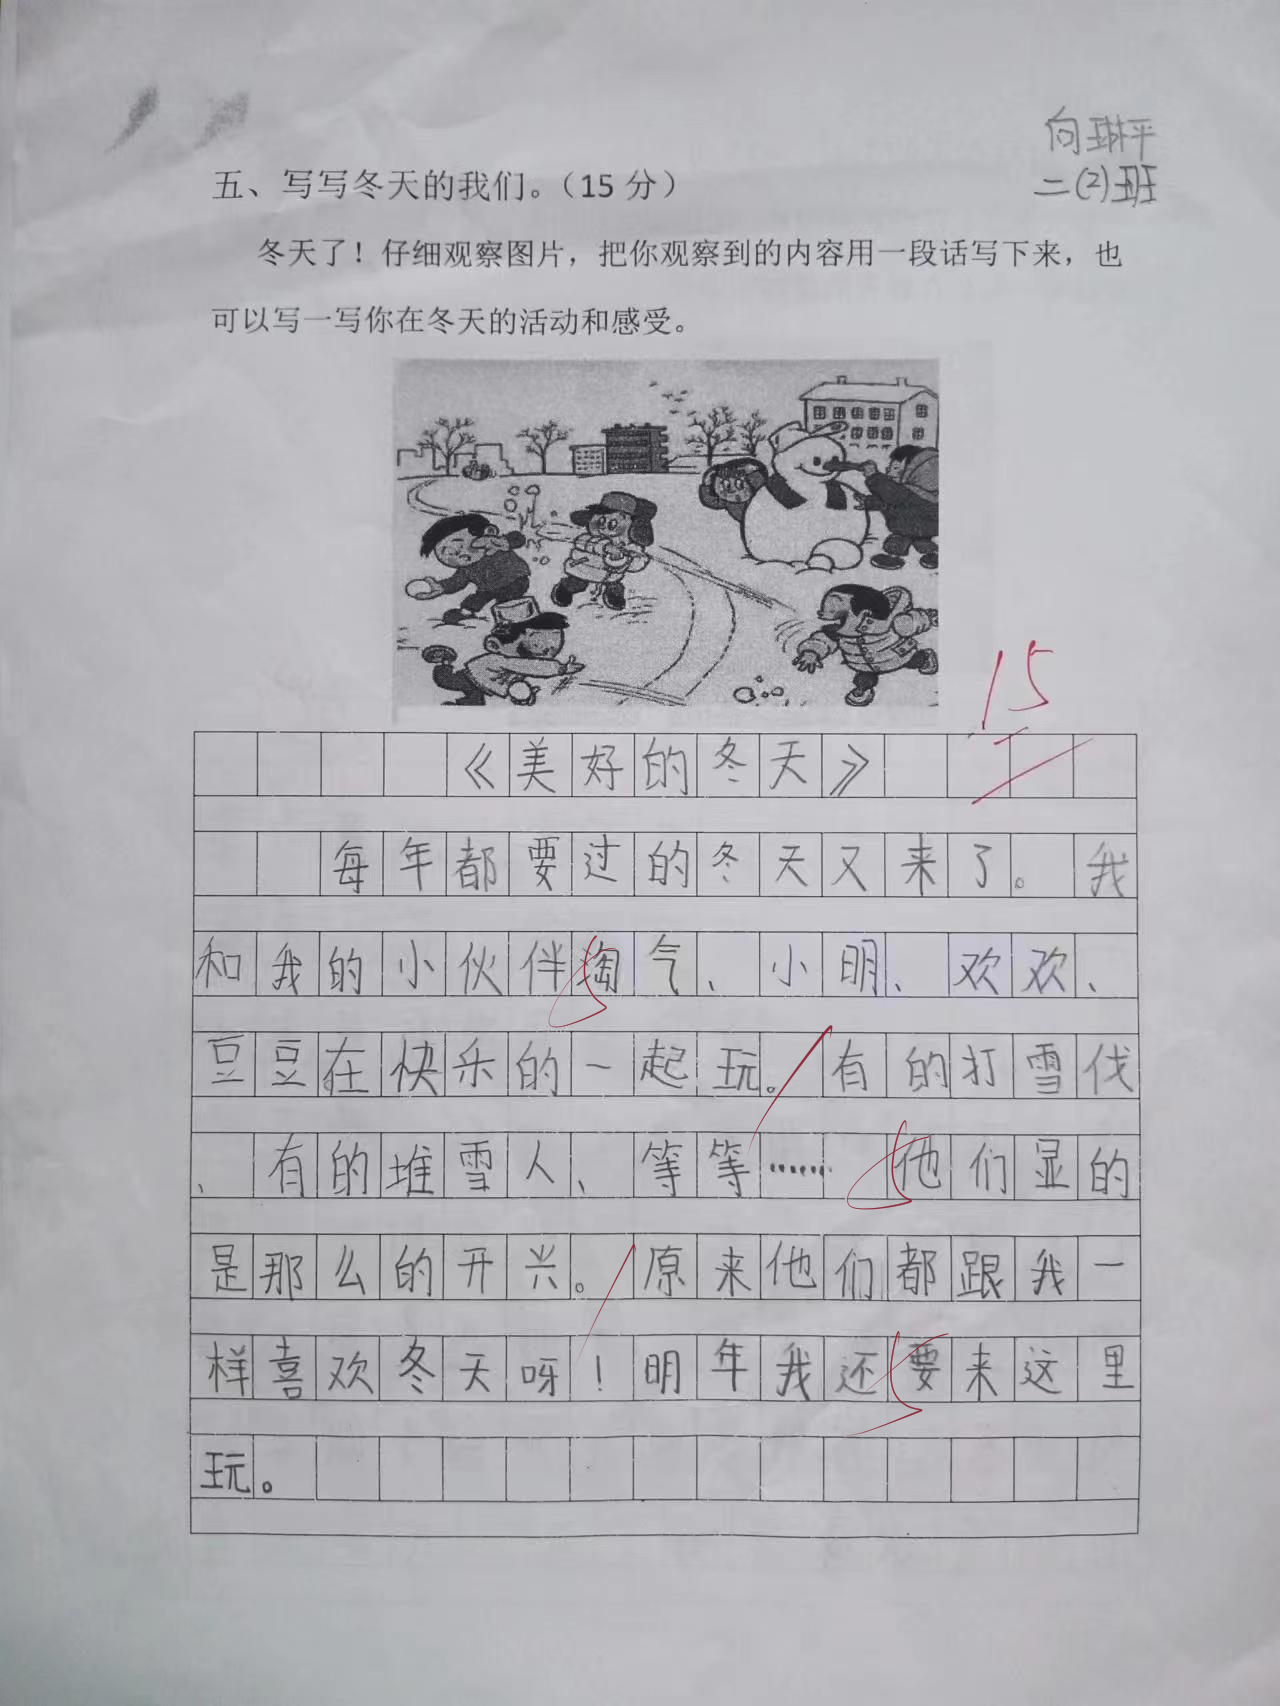 向琳枰
二(2)班
五、写写冬天的我们。（15 分）
冬天了！仔细观察图片，把你观察到的内容用一段话写下来，也
可以写一写你在冬天的活动和感受。
15
《美好的冬天》
每年都要过的冬天又来了。我
和我的小伙伴淘气、小明、欢欢、
豆豆在快乐的一起玩。有的打雪伐
、有的堆雪人、等等……他们显的
是那么的开兴。原来他们都跟我一
样喜欢冬天呀！明年我还要来这里
玩。